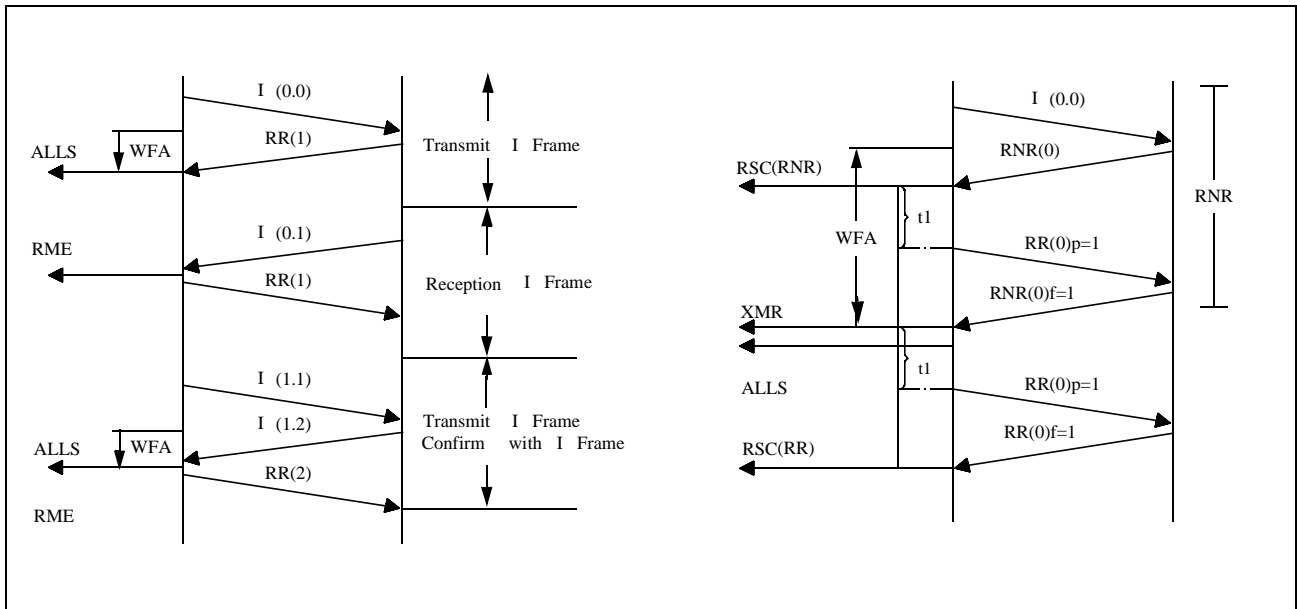 I (0.0)
RR(1)
WFA
ALLS
Transmit I Frame
I (0.1)
RME
RR(1)
Reception I Frame
I (1.1)
I (1.2)
Transmit I Frame
Confirm with I Frame
WFA
ALLS
RR(2)
RME
I (0.0)
RNR(0)
RSC(RNR)
RNR
t1
WFA
RR(0)p=1
RNR(0)f=1
XMR
t1
ALLS
RR(0)p=1
RR(0)f=1
RSC(RR)